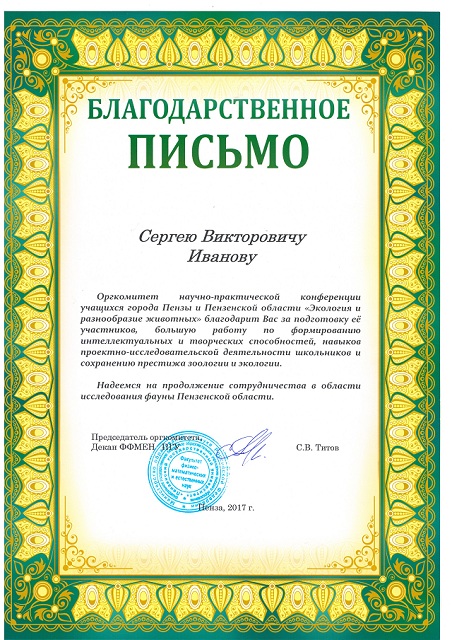 БЛАГОДАРСТВЕННОЕ
ПИСЬМО
Сергею Викторовичу
Иванову
Оргкомитет научно-практической конференции
учащихся города Пензы и Пензенской области «Экология и
разнообразие животных» благодарит Вас за подготовку её
участников, большую работу по формированию
интеллектуальных и творческих способностей, навыков
проектно-исследовательской деятельности школьников и
сохранению престижа зоологии и экологии.
Надеемся на продолжение сотрудничества в области
исследования фауны Пензенской области.
Председатель оргкомитета,
Декан ФФМЕН ПГУ, С.В. Титов
Факультет
физико-
математических
и естественных
наук
Пенза, 2017 г.